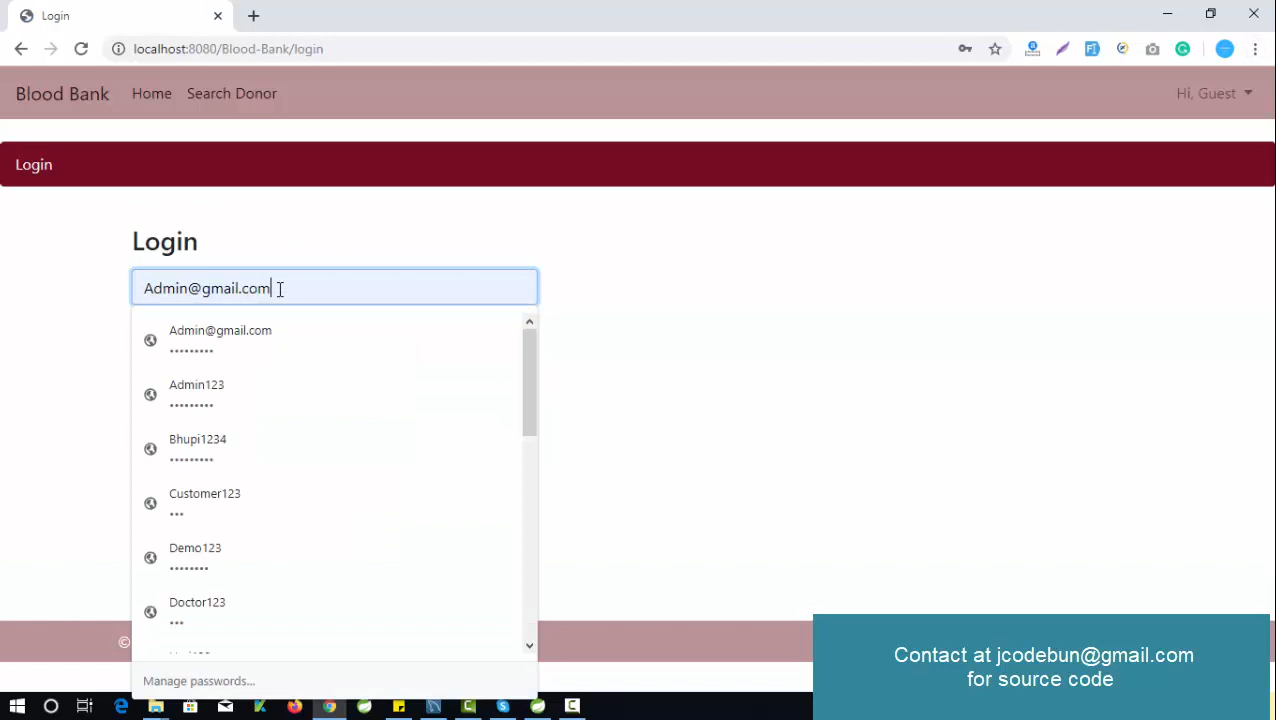 Login
localhost:8080/Blood-Bank/login
Blood Bank Home Search Donor Hi, Guest
Login
Login
Admin@gmail.com
Admin@gmail.com
•••••••••
Admin123
•••••••••
Bhupi1234
•••••••••
Customer123
•••
Demo123
••••••••
Doctor123
•••
©
Manage passwords...
Contact at jcodebun@gmail.com
for source code